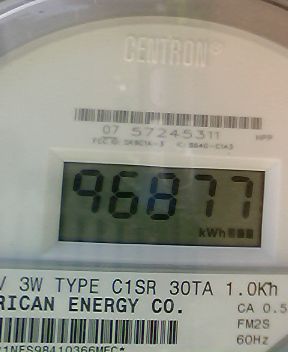 CENTRON®
07 57245311
96877
kWh
V 3W TYPE C1SR 30TA 1.0Kh
RICAN ENERGY CO.
CA 0.5
FM2S
60Hz